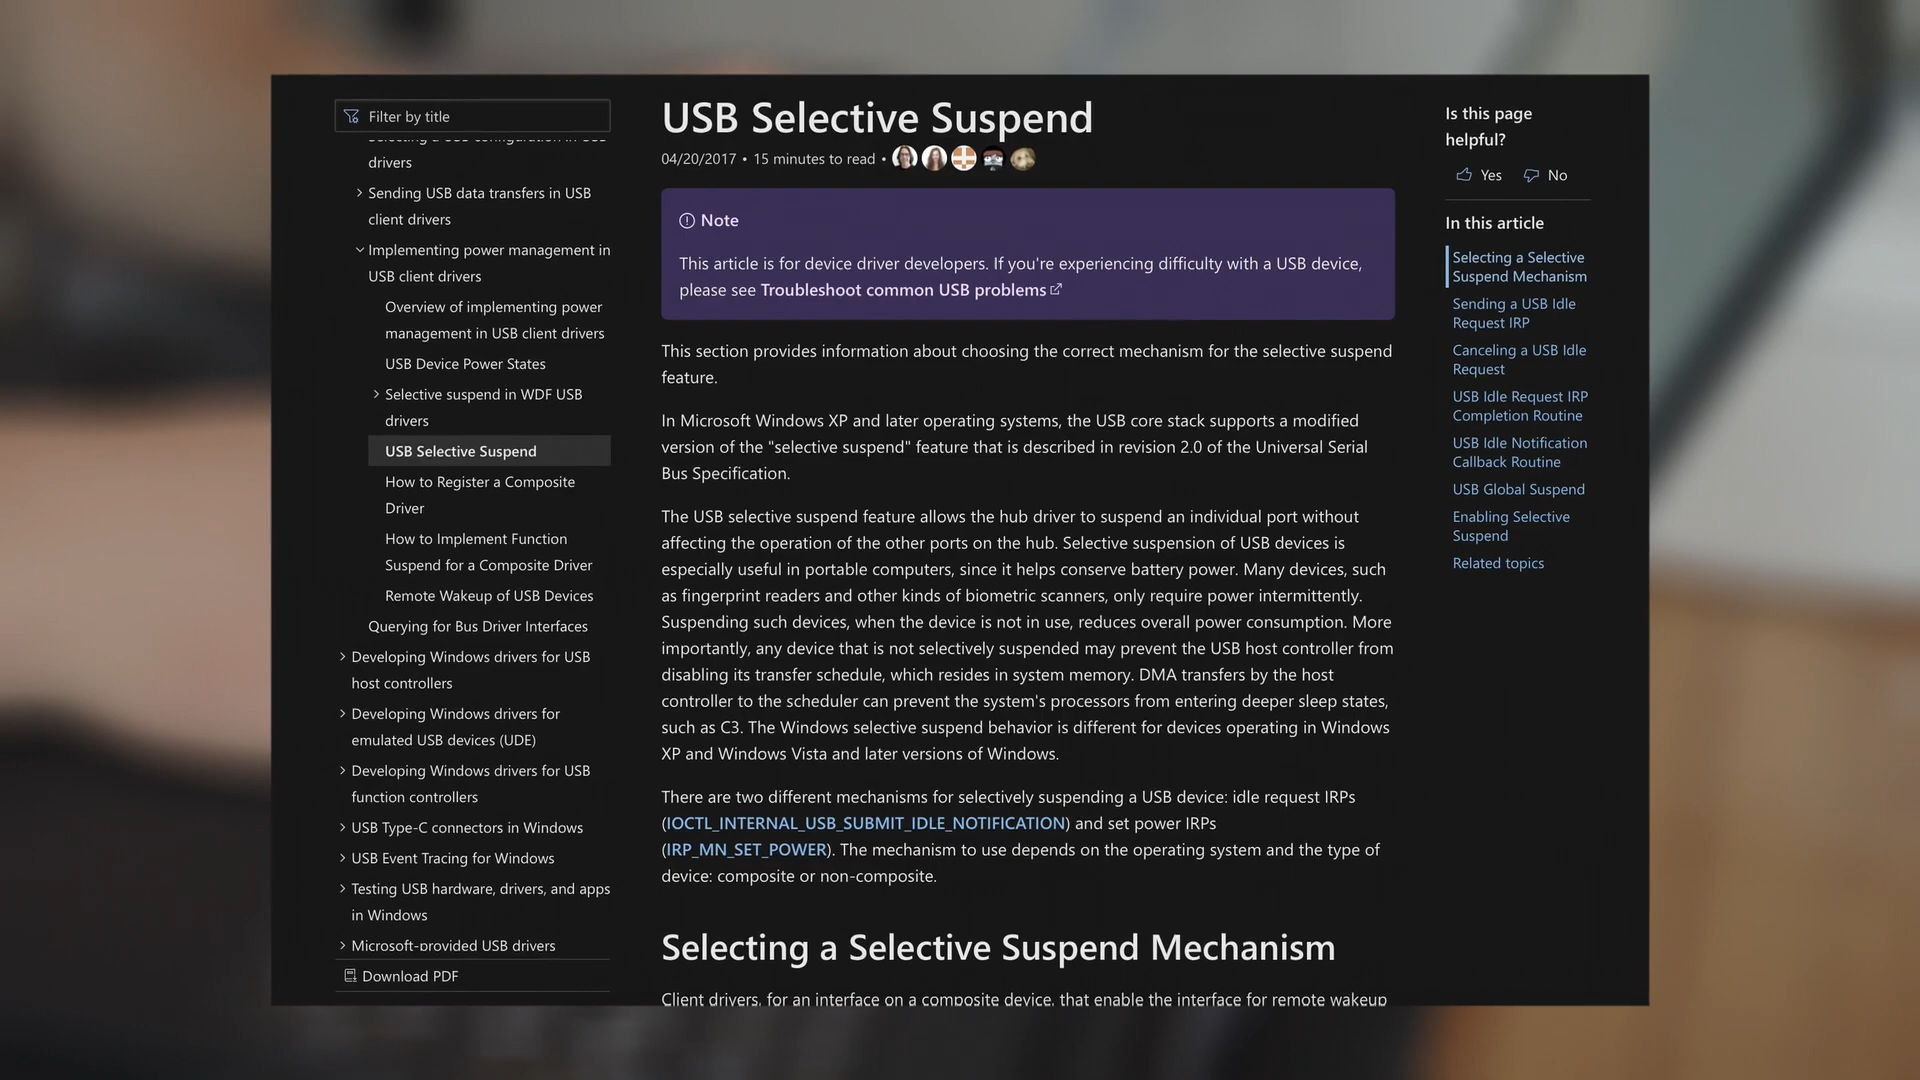 Filter by title
drivers
Sending USB data transfers in USB
client drivers
Implementing power management in
USB client drivers
Overview of implementing power
management in USB client drivers
USB Device Power States
Selective suspend in WDF USB
drivers
USB Selective Suspend
How to Register a Composite
Driver
How to Implement Function
Suspend for a Composite Driver
Remote Wakeup of USB Devices
Querying for Bus Driver Interfaces
Developing Windows drivers for USB
host controllers
Developing Windows drivers for
emulated USB devices (UDE)
Developing Windows drivers for USB
function controllers
USB Type-C connectors in Windows
USB Event Tracing for Windows
Testing USB hardware, drivers, and apps
in Windows
Microsoft-provided USB drivers
Download PDF
USB Selective Suspend
04/20/2017 • 15 minutes to read •
Note
This article is for device driver developers. If you're experiencing difficulty with a USB device,
please see Troubleshoot common USB problems
This section provides information about choosing the correct mechanism for the selective suspend
feature.
In Microsoft Windows XP and later operating systems, the USB core stack supports a modified
version of the "selective suspend" feature that is described in revision 2.0 of the Universal Serial
Bus Specification.
The USB selective suspend feature allows the hub driver to suspend an individual port without
affecting the operation of the other ports on the hub. Selective suspension of USB devices is
especially useful in portable computers, since it helps conserve battery power. Many devices, such
as fingerprint readers and other kinds of biometric scanners, only require power intermittently.
Suspending such devices, when the device is not in use, reduces overall power consumption. More
importantly, any device that is not selectively suspended may prevent the USB host controller from
disabling its transfer schedule, which resides in system memory. DMA transfers by the host
controller to the scheduler can prevent the system's processors from entering deeper sleep states,
such as C3. The Windows selective suspend behavior is different for devices operating in Windows
XP and Windows Vista and later versions of Windows.
There are two different mechanisms for selectively suspending a USB device: idle request IRPs
(IOCTL_INTERNAL_USB_SUBMIT_IDLE_NOTIFICATION) and set power IRPs
(IRP_MN_SET_POWER). The mechanism to use depends on the operating system and the type of
device: composite or non-composite.
Selecting a Selective Suspend Mechanism
Client drivers, for an interface on a composite device, that enable the interface for remote wakeup
Is this page
helpful?
Yes No
In this article
Selecting a Selective
Suspend Mechanism
Sending a USB Idle
Request IRP
Canceling a USB Idle
Request
USB Idle Request IRP
Completion Routine
USB Idle Notification
Callback Routine
USB Global Suspend
Enabling Selective
Suspend
Related topics